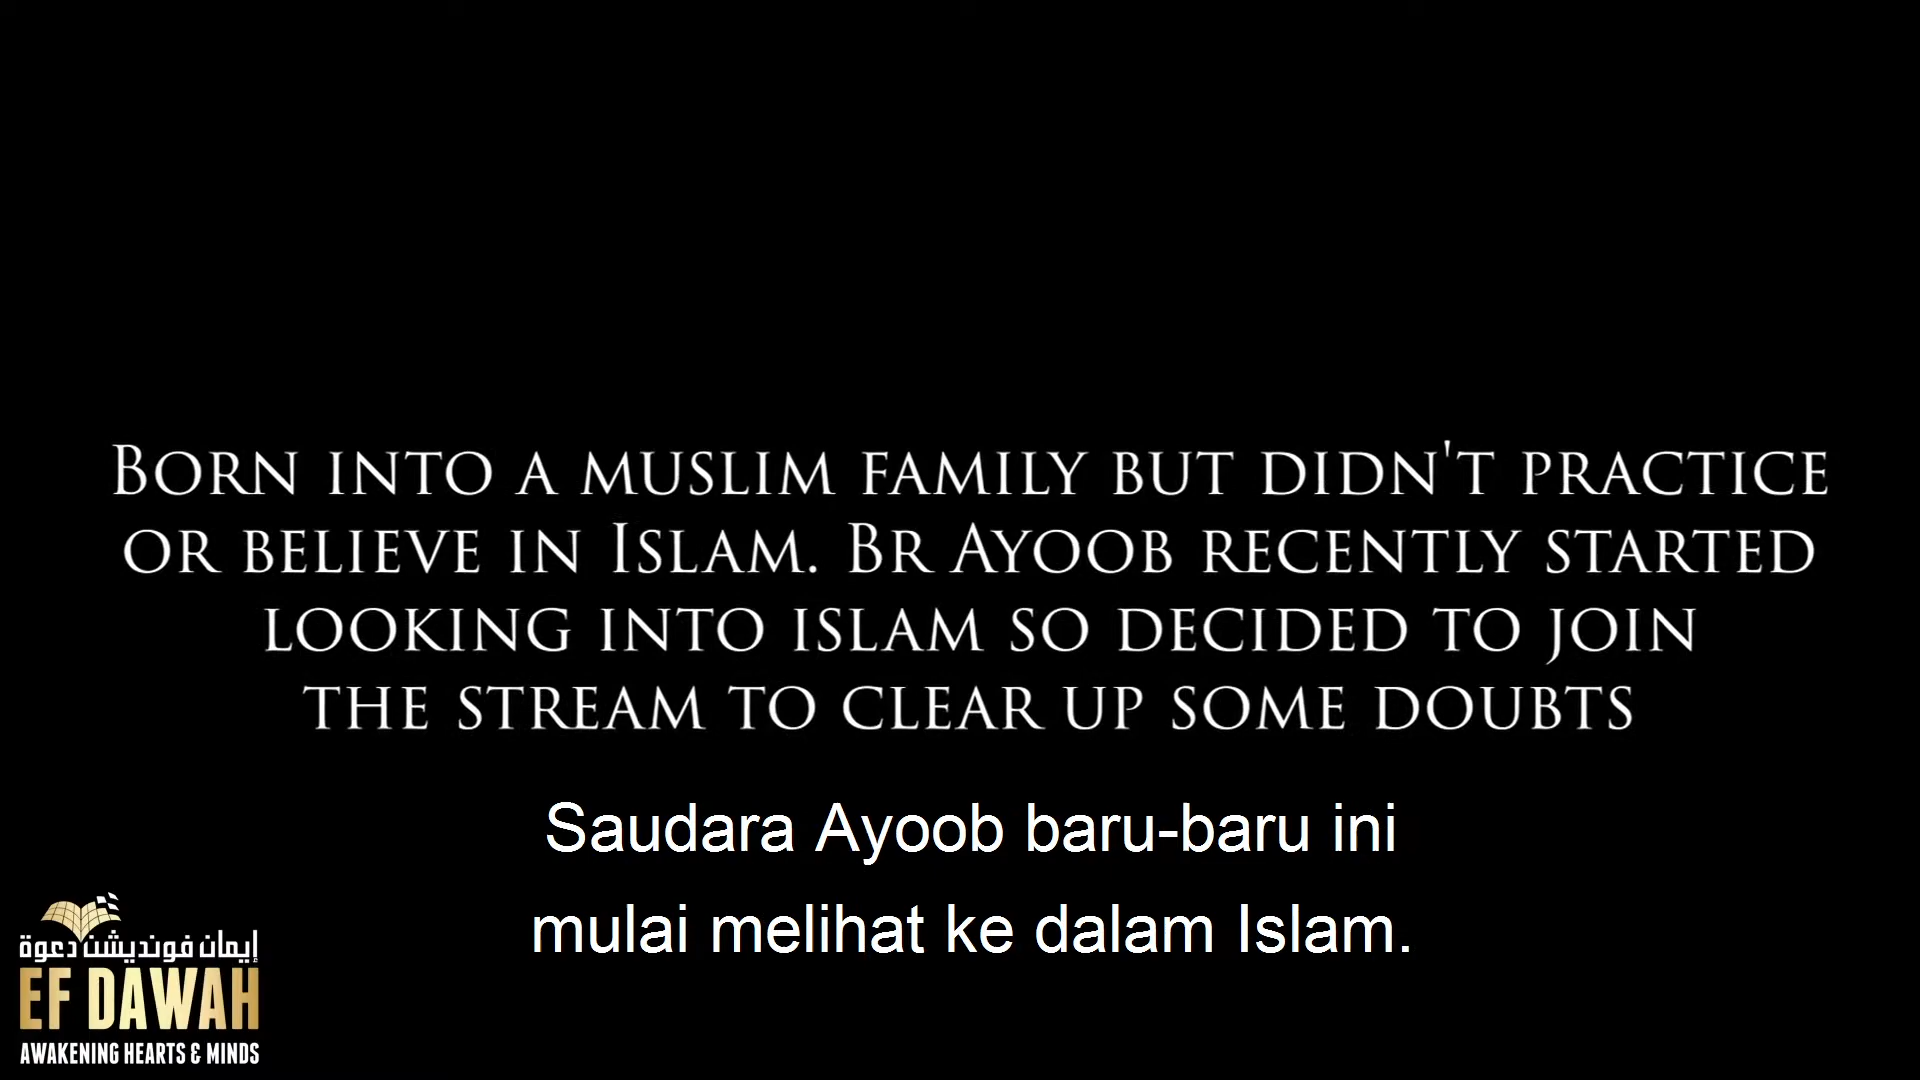 Born into a muslim family but didn't practice
or believe in Islam. Br Ayoob recently started
looking into islam so decided to join
the stream to clear up some doubts
Saudara Ayoob baru-baru ini
mulai melihat ke dalam Islam.
إيمان فونديشن دعوة
EF DAWAH
AWAKENING HEARTS & MINDS